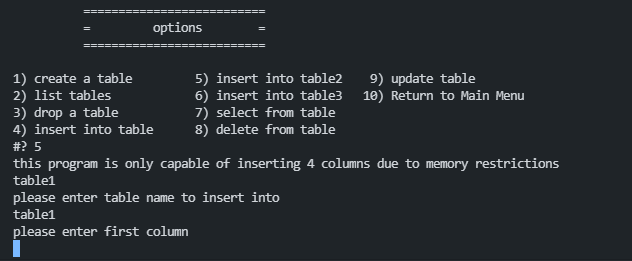 ==========================
=         options        =
==========================
1) create a table         5) insert into table2    9) update table
2) list tables            6) insert into table3   10) Return to Main Menu
3) drop a table           7) select from table
4) insert into table      8) delete from table
#? 5
this program is only capable of inserting 4 columns due to memory restrictions
table1
please enter table name to insert into
table1
please enter first column